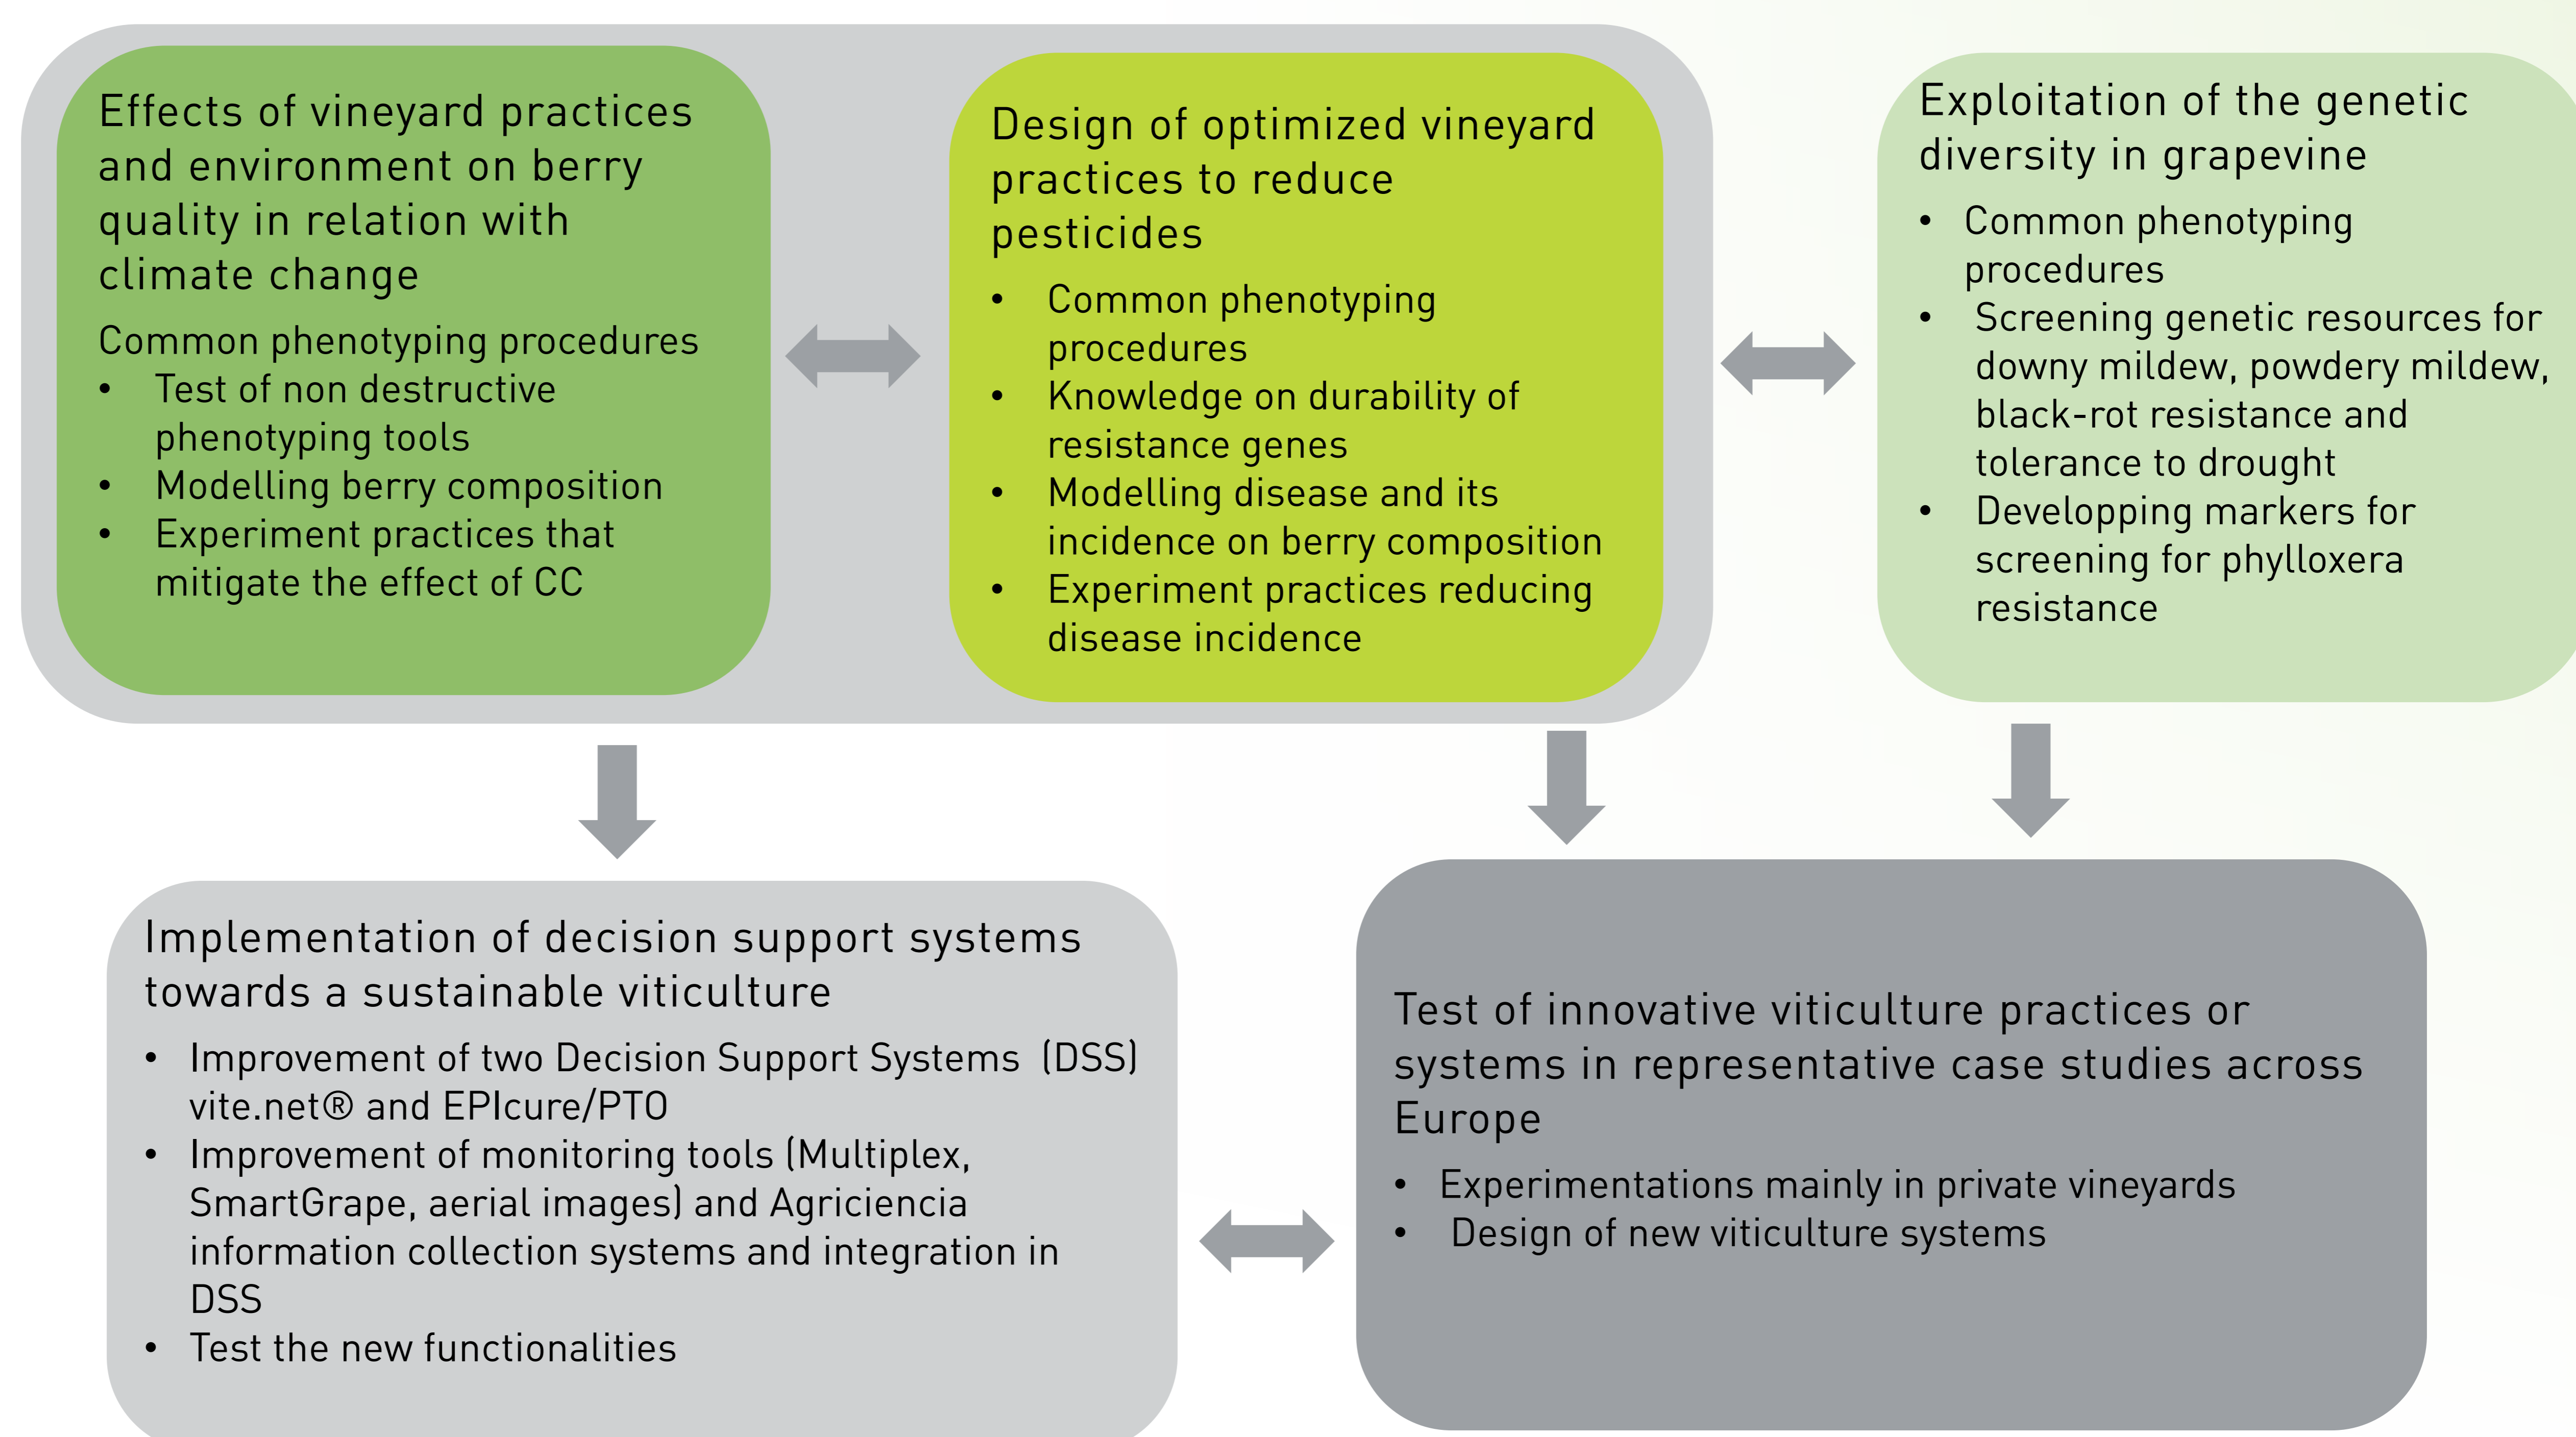 Effects of vineyard practices
and environment on berry
quality in relation with
climate change
Common phenotyping procedures
• Test of non destructive
phenotyping tools
• Modelling berry composition
• Experiment practices that
mitigate the effect of CC
Design of optimized vineyard
practices to reduce
pesticides
• Common phenotyping
procedures
• Knowledge on durability of
resistance genes
• Modelling disease and its
incidence on berry composition
• Experiment practices reducing
disease incidence
Exploitation of the genetic
diversity in grapevine
• Common phenotyping
procedures
• Screening genetic resources for
downy mildew, powdery mildew,
black-rot resistance and
tolerance to drought
• Developping markers for
screening for phylloxera
resistance
Implementation of decision support systems
towards a sustainable viticulture
• Improvement of two Decision Support Systems (DSS)
vite.net® and EPIcure/PTO
• Improvement of monitoring tools (Multiplex,
SmartGrape, aerial images) and Agriciencia
information collection systems and integration in
DSS
• Test the new functionalities
Test of innovative viticulture practices or
systems in representative case studies across
Europe
• Experimentations mainly in private vineyards
• Design of new viticulture systems